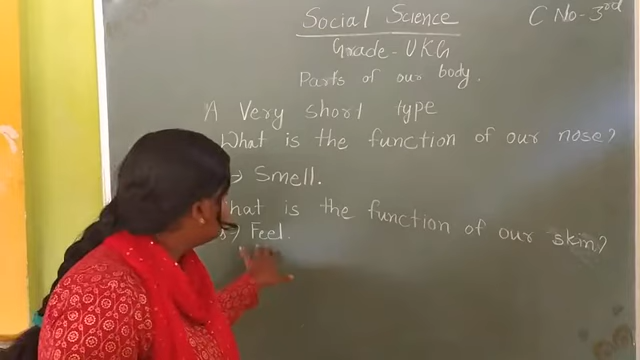 Social Science
C No-3rd
Grade - UKG
Parts of our body.
A Very short type
What is the function of our nose?
→ Smell.
What is the function of our skin?
Feel.